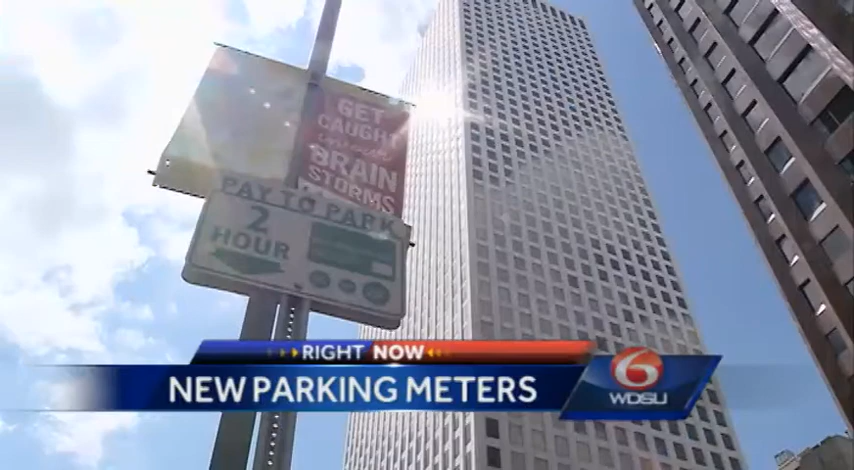 GET
CAUGHT
BRAIN
STORMS
PAY TO PARK
2
HOUR
RIGHT NOW
NEW PARKING METERS
6
WDSU